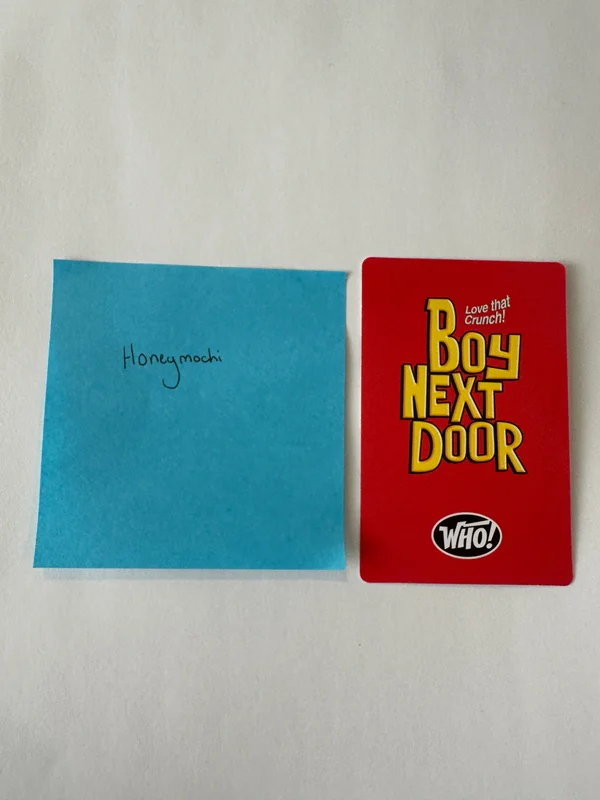 Honeymochi
Love that
Crunch!
BOY
NEXT
DOOR
WHO!